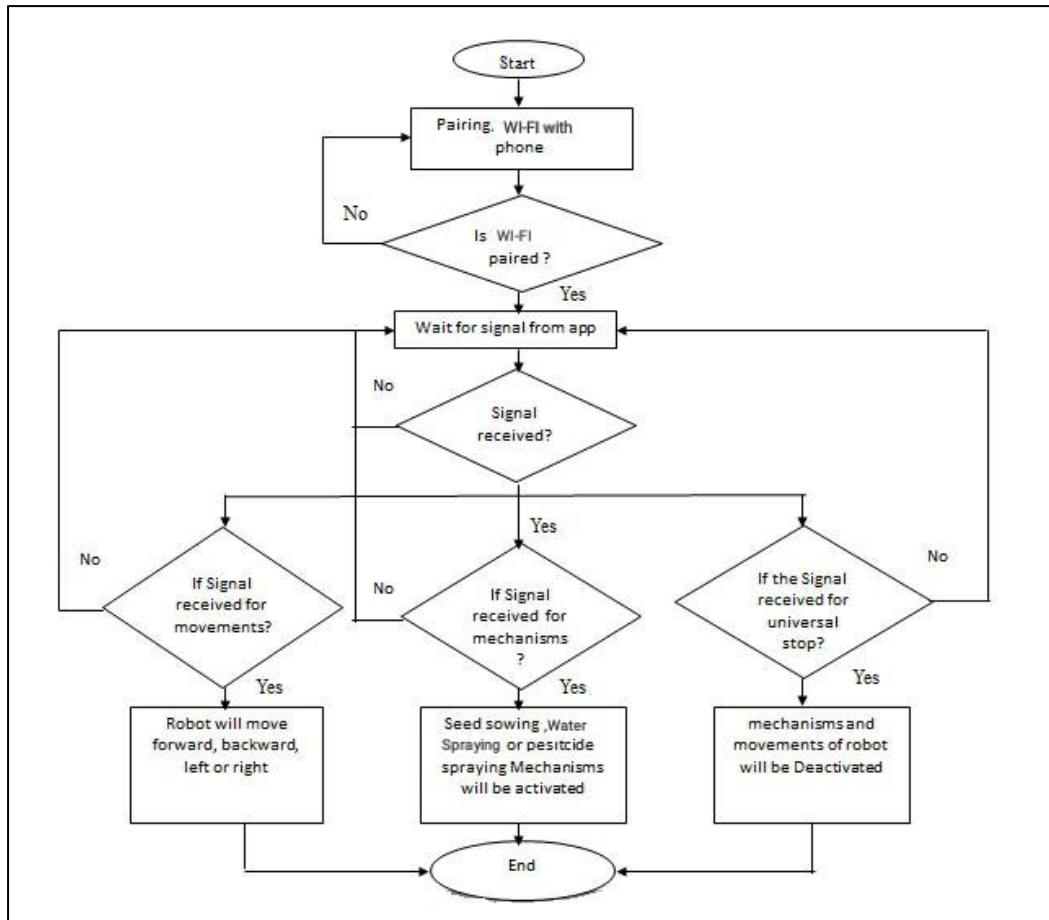 Start
Pairing, WI-FI with
phone
No
Is WI-FI
paired ?
Yes
Wait for signal from app
No
Signal
received?
Yes
No
If Signal
received for
movements?
Yes
No
If Signal
received for
mechanisms
?
Yes
No
If the Signal
received for
universal
stop?
Yes
Robot will move
forward, backward,
left or right
Seed sowing ,Water
Spraying or pesitcide
spraying Mechanisms
will be activated
mechanisms and
movements of robot
will be Deactivated
End